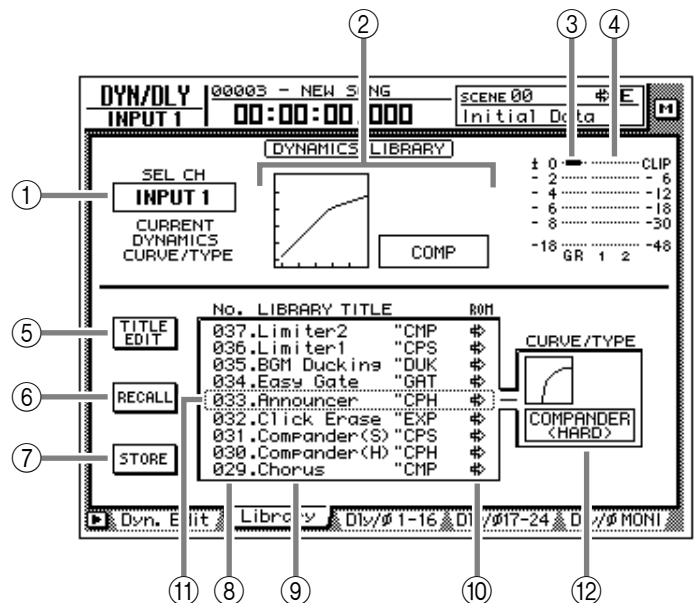 ② ③ ④
DYN/DLY
INPUT 1
00003 - NEW SONG
00:00:00.000
SCENE 00 E
Initial Data
M
DYNAMICS LIBRARY
①
SEL CH
INPUT 1
CURRENT
DYNAMICS
CURVE/TYPE
COMP
± 0 CLIP
- 2 - 6
- 4 -12
- 6 -18
- 8 -30
-18 -48
GR 1 2
No. LIBRARY TITLE ROM
037.Limiter2 "CMP
036.Limiter1 "CPS
035.BGM Ducking "DUK
034.Easy Gate "GAT
033.Announcer "CPH
032.Click Erase "EXP
031.Compander(S) "CPS
030.Compander(H) "CPH
029.Chorus "CMP
⑤
TITLE
EDIT
⑥
RECALL
⑦
STORE
CURVE/TYPE
COMPANDER
(HARD)
Dyn. Edit Library Dly/ø 1-16 Dly/ø17-24 Dly/ø MONI
⑪ ⑧ ⑨ ⑩ ⑫